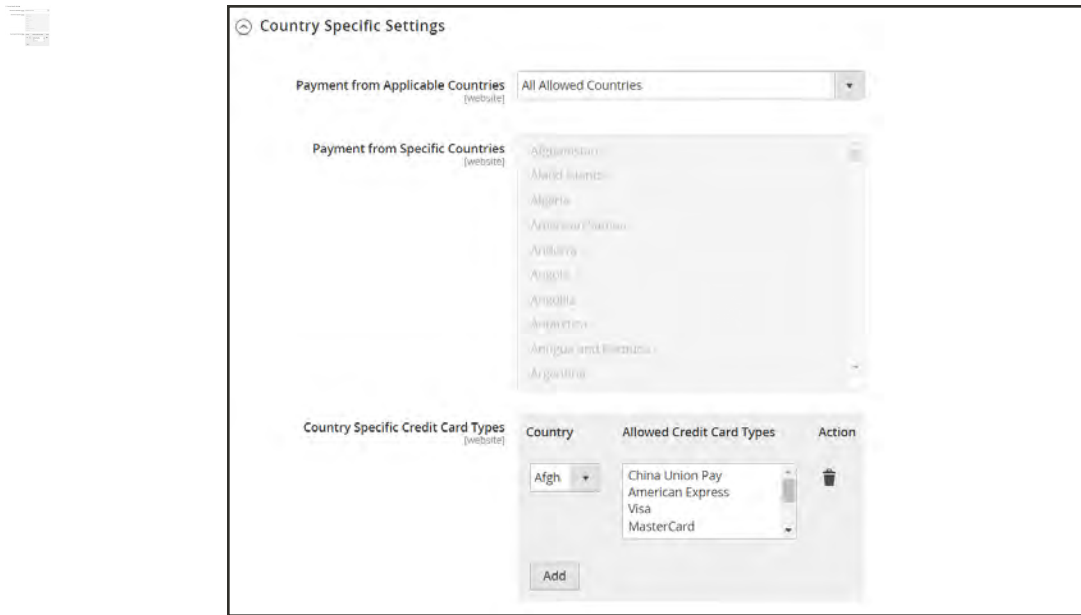 Country Specific Settings
Payment from Applicable Countries
[website]
All Allowed Countries
Payment from Specific Countries
[website]
Afghanistan
Åland Islands
Algeria
American Samoa
Andorra
Angola
Anguilla
Antarctica
Antigua and Barbuda
Argentina
Country Specific Credit Card Types
[website]
Country Allowed Credit Card Types Action
Afgh
China Union Pay
American Express
Visa
MasterCard
Add